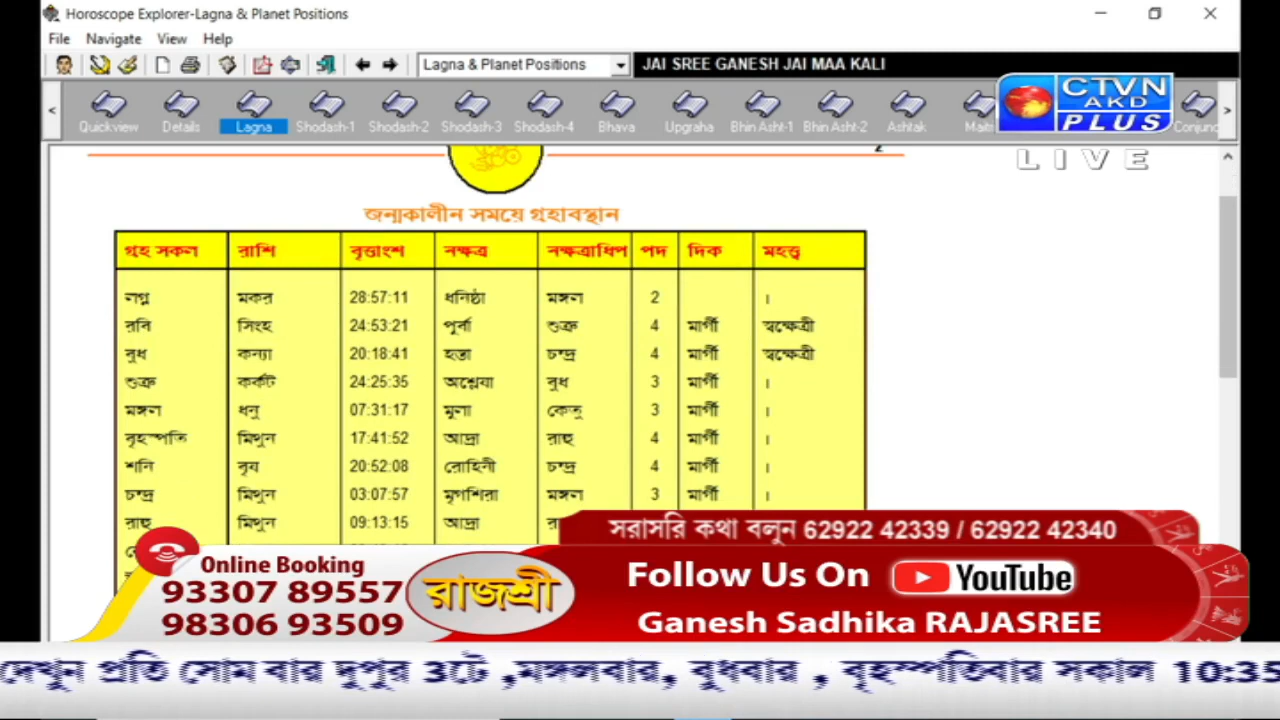 Horoscope Explorer-Lagna & Planet Positions
File Navigate View Help
Lagna & Planet Positions JAI SREE GANESH JAI MAA KALI
Quickview Details Lagna Shodash-1 Shodash-2 Shodash-3 Shodash-4 Bhava Upgraha Bhin Asht-1 Bhin Asht-2 Ashtak
CTVN
AKD
PLUS
LIVE
2
জন্মকালীন সময়ে গ্রহাবস্থান
গ্রহ সকল রাশি বৃত্তাংশ নক্ষত্র নক্ষত্রাধিপ পদ দিক মহত্ত্ব
লগ্ন মকর 28:57:11 ধনিষ্ঠা মঙ্গল 2 ।
রবি সিংহ 24:53:21 পুর্বা শুক্র 4 মার্গী স্বক্ষেত্রী
বুধ কন্যা 20:18:41 হস্তা চন্দ্র 4 মার্গী স্বক্ষেত্রী
শুক্র কর্কট 24:25:35 অশ্লেষা বুধ 3 মার্গী ।
মঙ্গল ধনু 07:31:17 মুলা কেতু 3 মার্গী ।
বৃহস্পতি মিথুন 17:41:52 আদ্রা রাহু 4 মার্গী ।
শনি বৃষ 20:52:08 রোহিনী চন্দ্র 4 মার্গী ।
চন্দ্র মিথুন 03:07:57 মৃগশিরা মঙ্গল 3 মার্গী ।
রাহু মিথুন 09:13:15 আদ্রা
সরাসরি কথা বলুন 62922 42339 / 62922 42340
Online Booking
93307 89557
98306 93509
রাজশ্রী
Follow Us On YouTube
Ganesh Sadhika RAJASREE
দেখুন প্রতি সোম বার দুপুর 3টে ,মঙ্গলবার, বুধবার , বৃহস্পতিবার সকাল 10:35